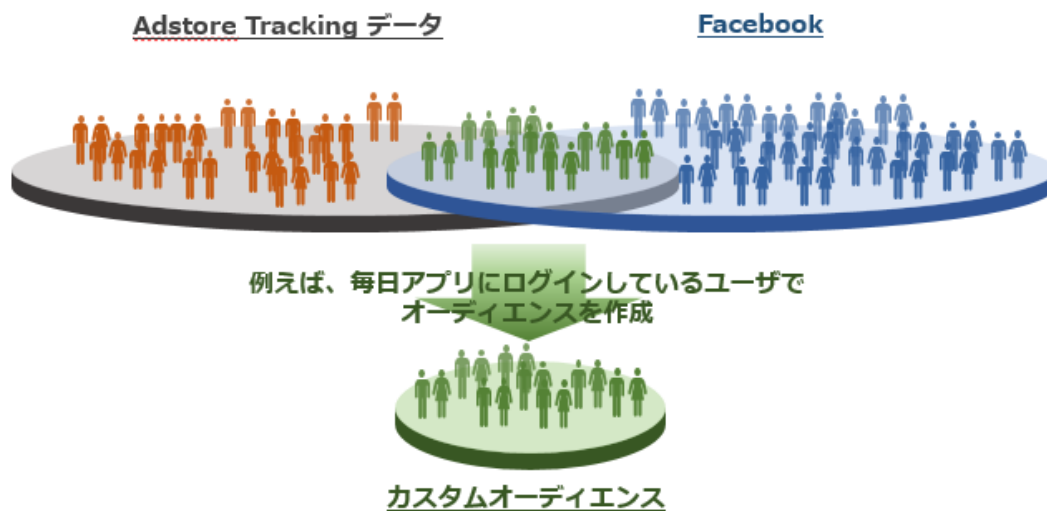 Adstore Tracking データ
Facebook
例えば、毎日アプリにログインしているユーザで
オーディエンスを作成
カスタムオーディエンス